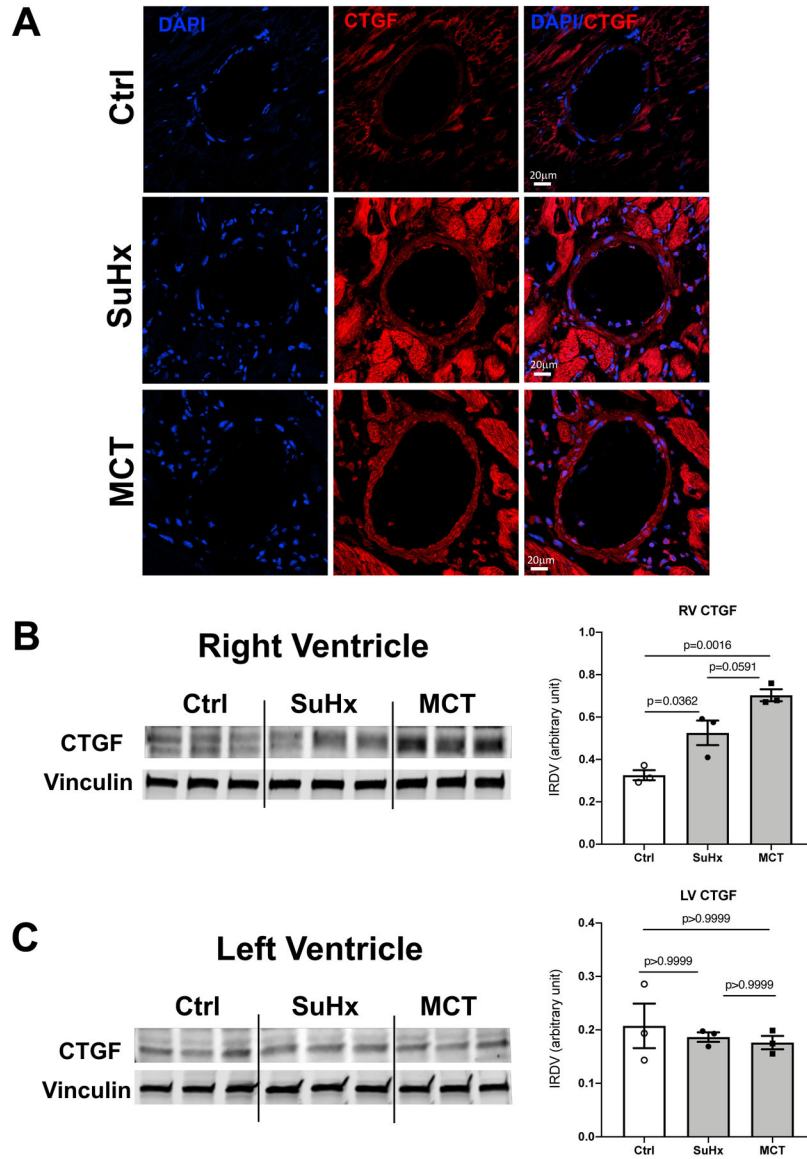 A
DAPI
CTGF
DAPI/CTGF
Ctrl
20μm
SuHx
20μm
MCT
20μm
B
Right Ventricle
Ctrl SuHx MCT
CTGF
Vinculin
RV CTGF
IRDV (arbitrary unit)
1.0
0.8
0.6
0.4
0.2
0.0
p=0.0016
p=0.0591
p=0.0362
Ctrl SuHx MCT
C
Left Ventricle
Ctrl SuHx MCT
CTGF
Vinculin
LV CTGF
IRDV (arbitrary unit)
0.4
0.3
0.2
0.1
0.0
p>0.9999
p>0.9999
p>0.9999
Ctrl SuHx MCT